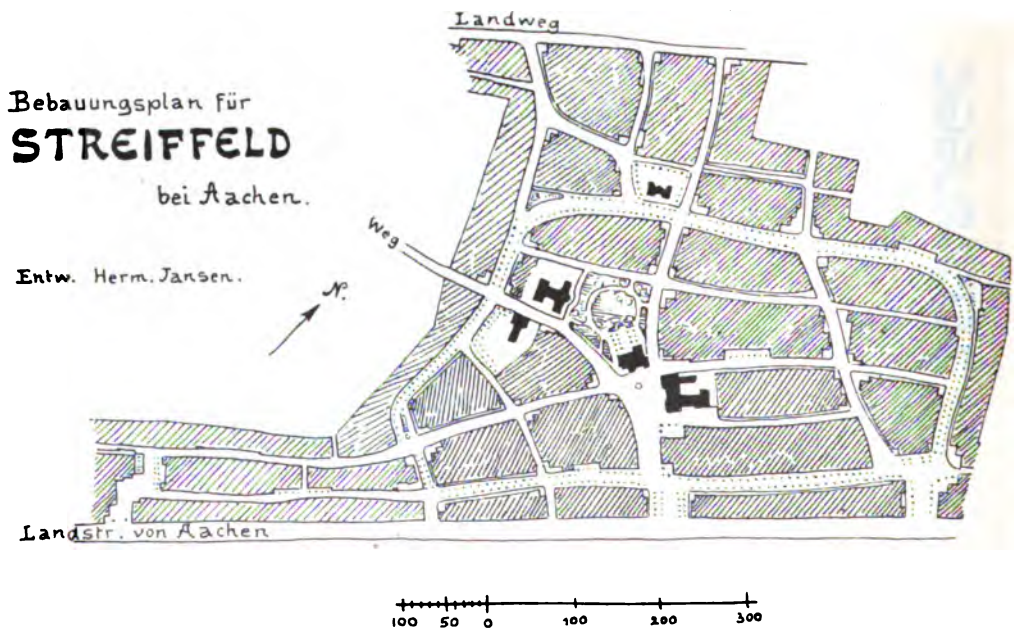 Landweg
Bebauungsplan für
STREIFFELD
bei Aachen.
Weg
Entw. Herm. Jansen.
N.
Landstr. von Aachen
100 50 0 100 200 300